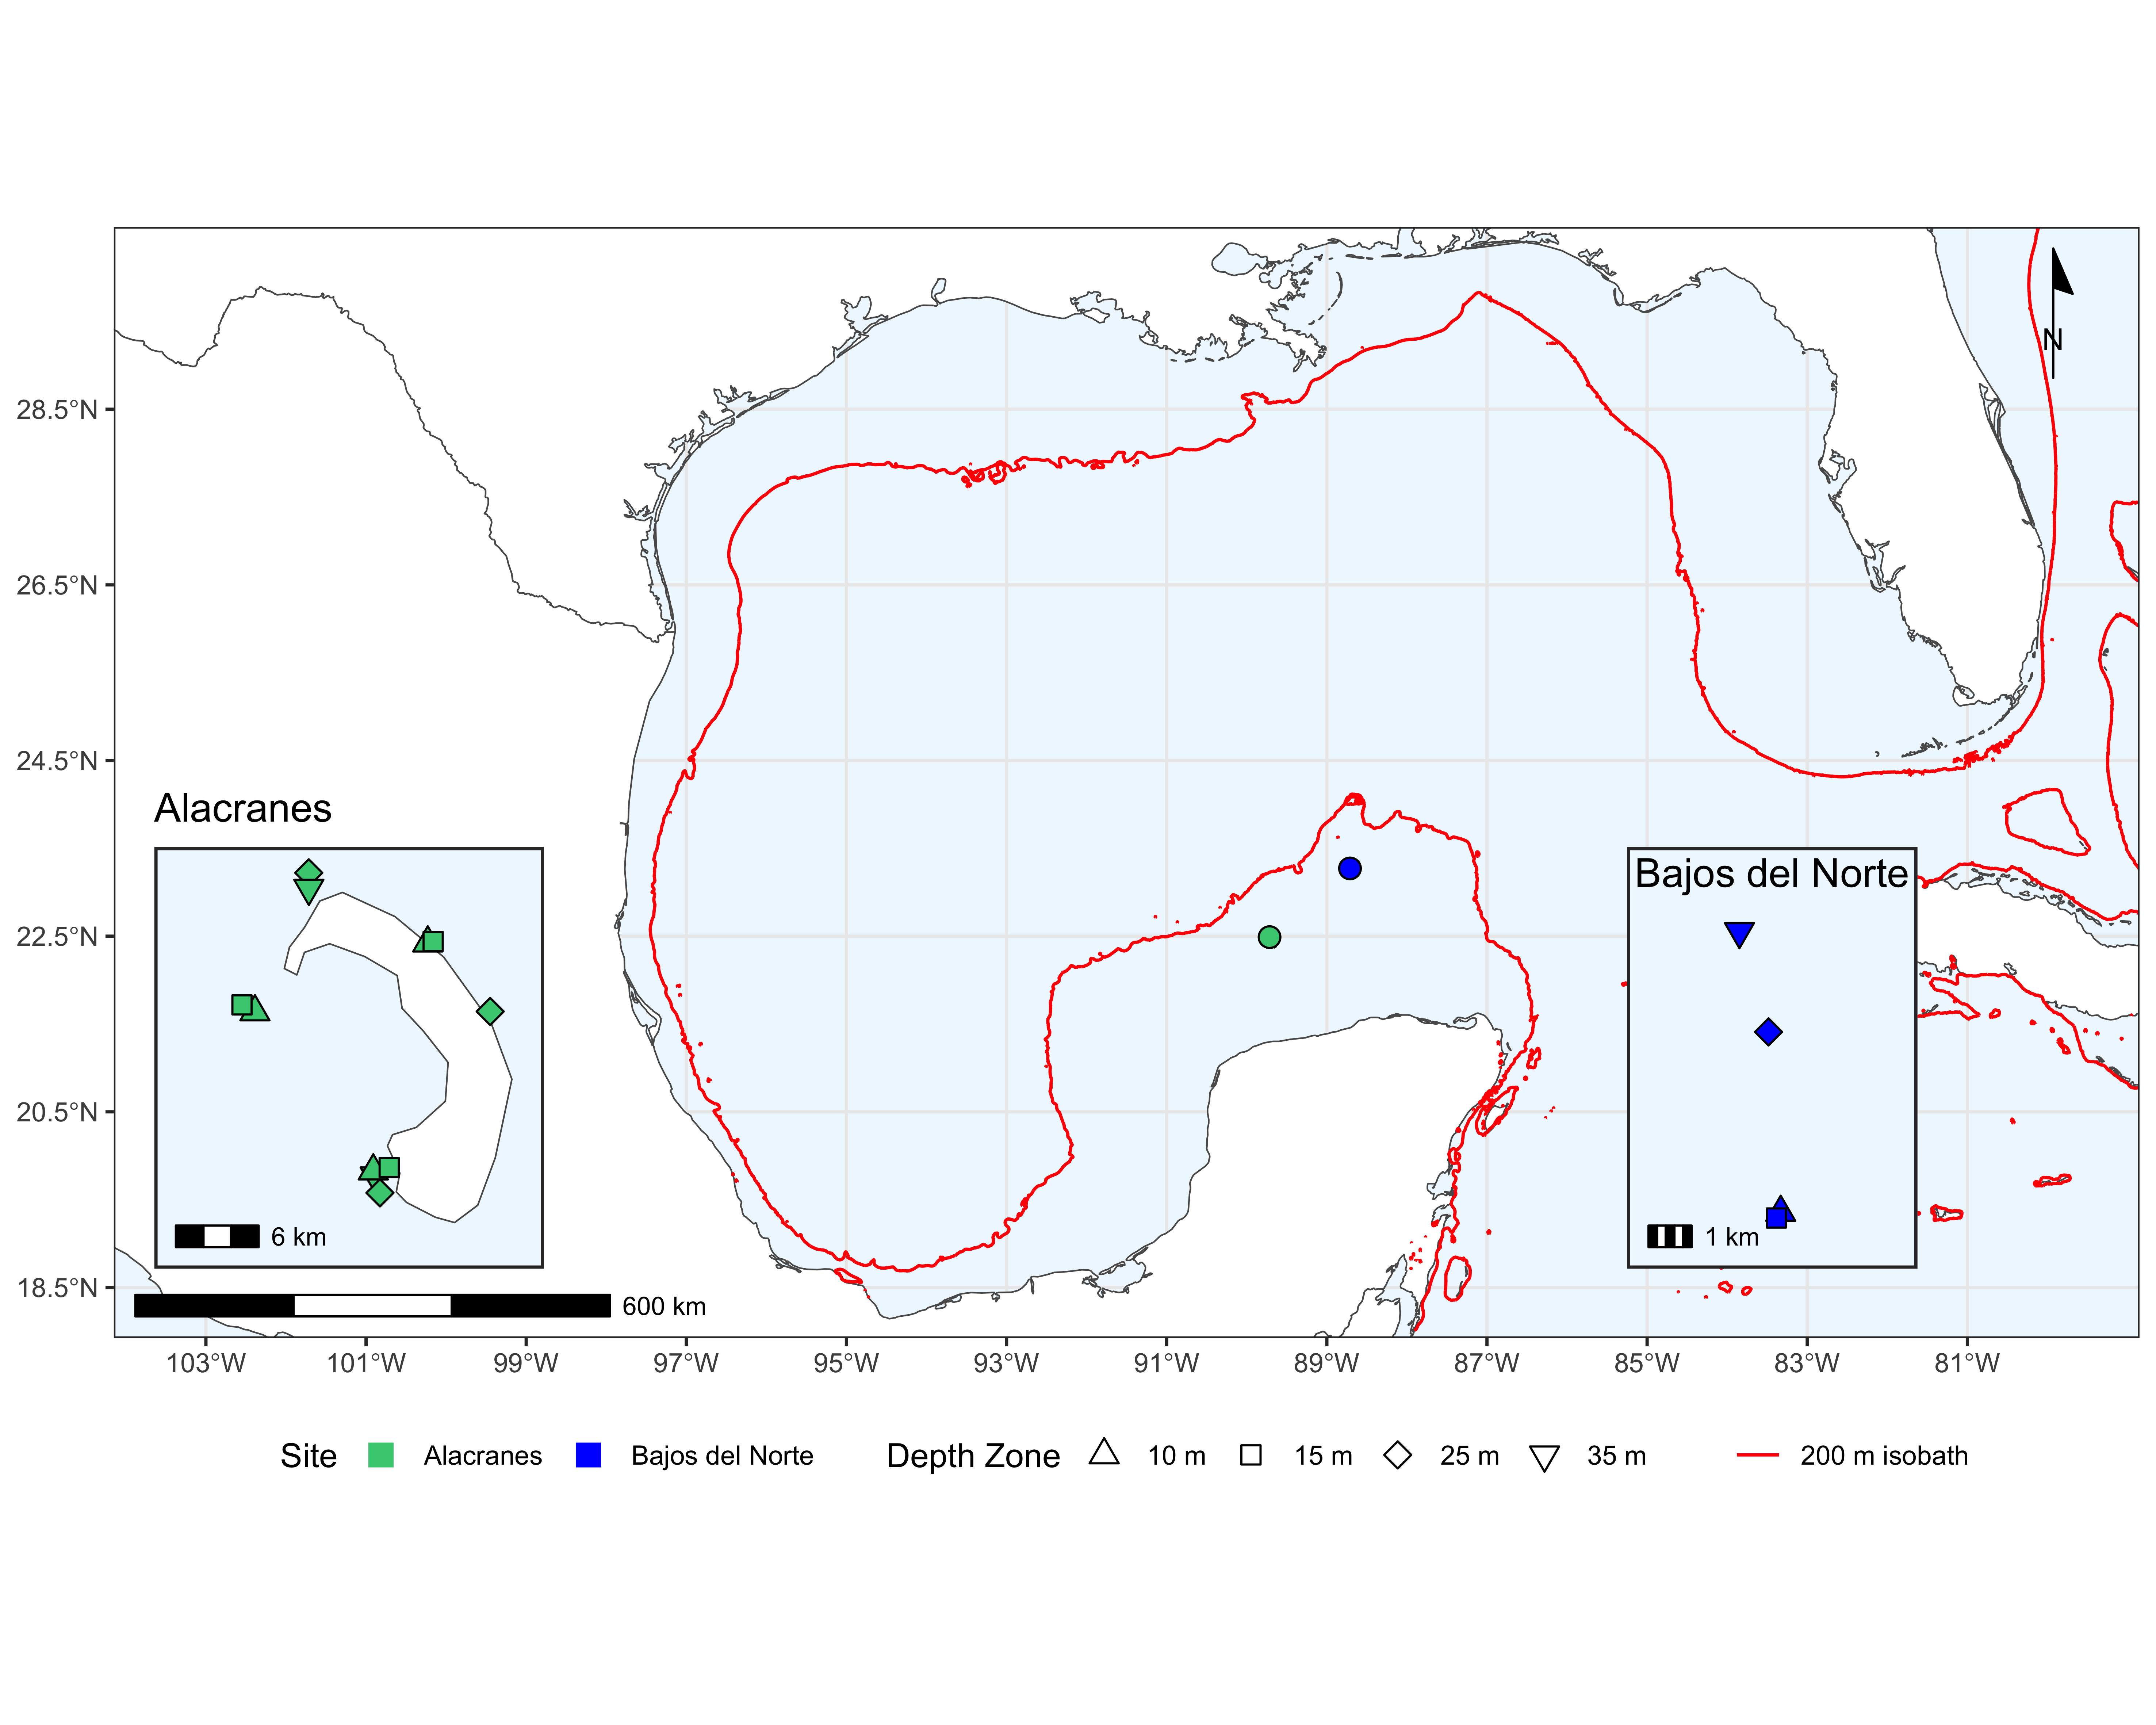 N
28.5°N
26.5°N
24.5°N
22.5°N
20.5°N
18.5°N
Alacranes
6 km
Bajos del Norte
1 km
600 km
103°W 101°W 99°W 97°W 95°W 93°W 91°W 89°W 87°W 85°W 83°W 81°W
Site Alacranes Bajos del Norte Depth Zone 10 m 15 m 25 m 35 m 200 m isobath